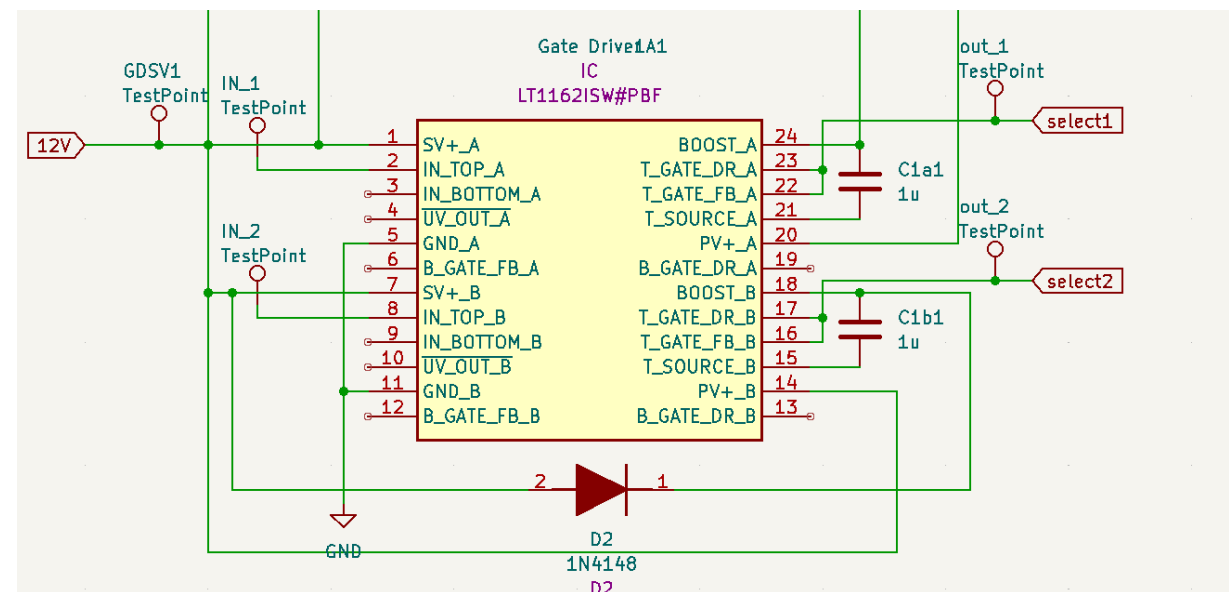 Gate Driver1A1
IC
LT1162ISW#PBF
GDSV1
TestPoint
IN_1
TestPoint
out_1
TestPoint
12V
select1
1
SV+_A
BOOST_A
24
2
IN_TOP_A
T_GATE_DR_A
23
3
IN_BOTTOM_A
T_GATE_FB_A
22
4
UV_OUT_A
T_SOURCE_A
21
5
GND_A
PV+_A
20
6
B_GATE_FB_A
B_GATE_DR_A
19
7
SV+_B
BOOST_B
18
8
IN_TOP_B
T_GATE_DR_B
17
9
IN_BOTTOM_B
T_GATE_FB_B
16
10
UV_OUT_B
T_SOURCE_B
15
11
GND_B
PV+_B
14
12
B_GATE_FB_B
B_GATE_DR_B
13
C1a1
1u
IN_2
TestPoint
out_2
TestPoint
select2
C1b1
1u
2
1
GND
D2
1N4148
D2